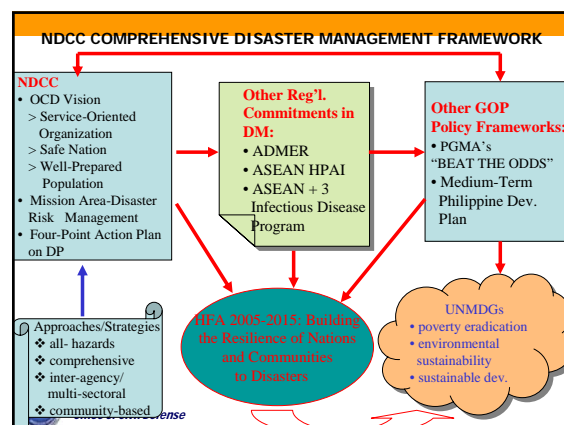 NDCC COMPREHENSIVE DISASTER MANAGEMENT FRAMEWORK
NDCC
• OCD Vision
> Service-Oriented
Organization
> Safe Nation
> Well-Prepared
Population
• Mission Area-Disaster
Risk Management
• Four-Point Action Plan
on DP
Other Reg'l.
Commitments in
DM:
• ADMER
• ASEAN HPAI
• ASEAN + 3
Infectious Disease
Program
Other GOP
Policy Frameworks:
• PGMA's
"BEAT THE ODDS"
• Medium-Term
Philippine Dev.
Plan
Approaches/Strategies
❖ all- hazards
❖ comprehensive
❖ inter-agency/
multi-sectoral
❖ community-based
HFA 2005-2015: Building
the Resilience of Nations
and Communities
to Disasters
UNMDGs
• poverty eradication
• environmental
sustainability
• sustainable dev.